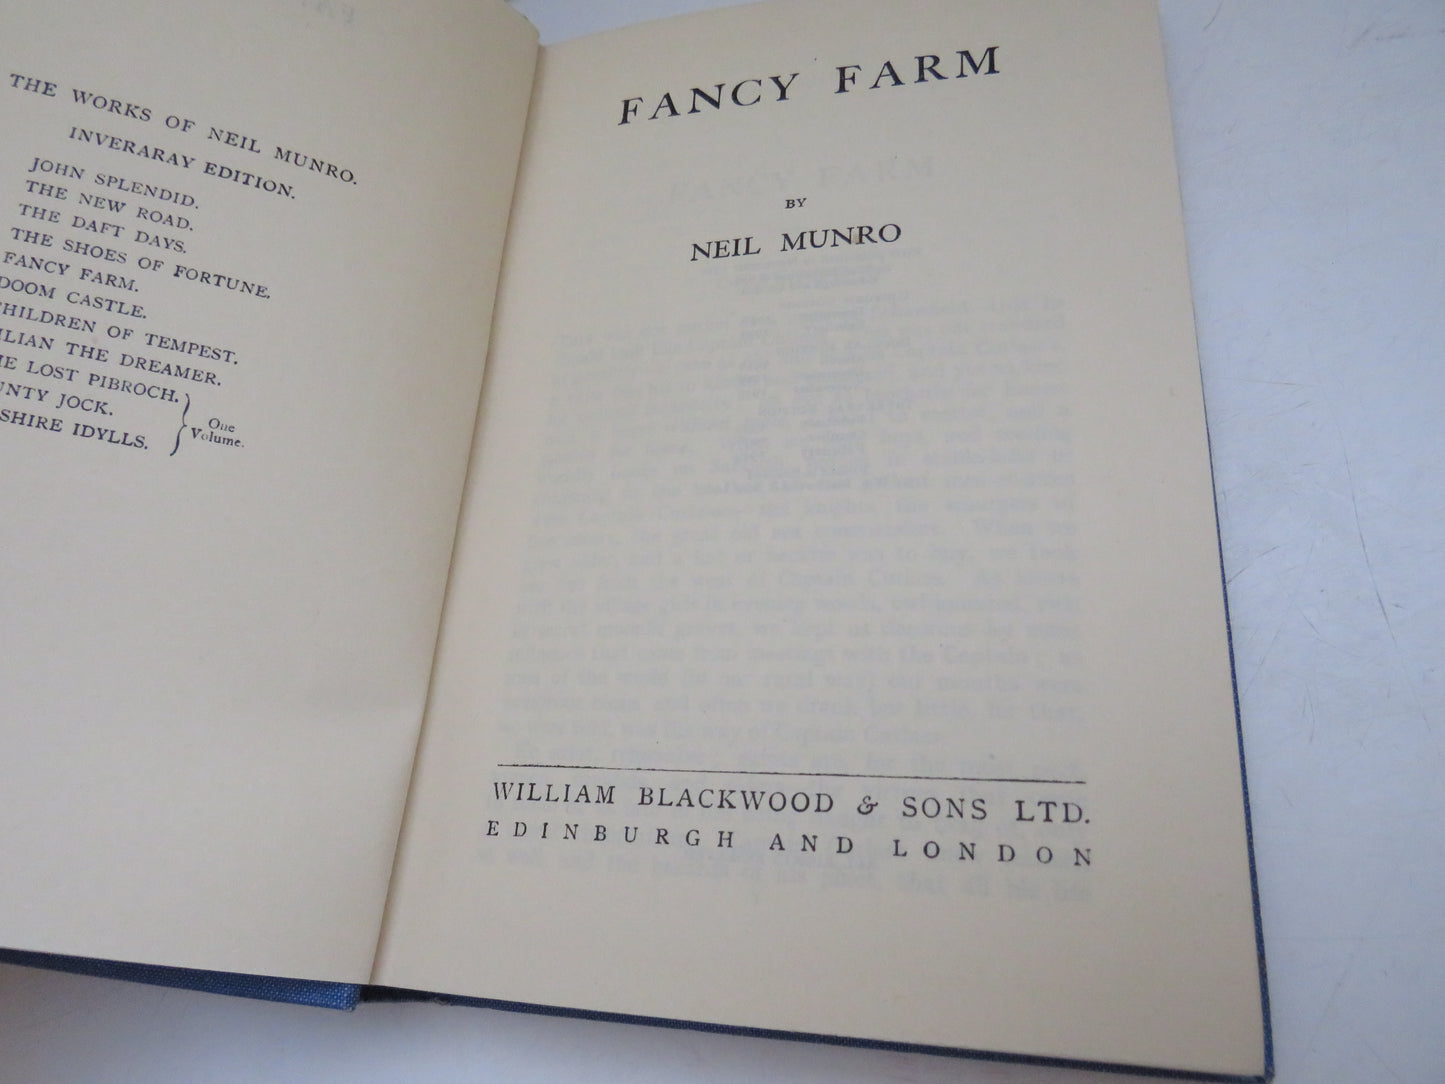 THE WORKS OF NEIL MUNRO.
INVERARAY EDITION.
JOHN SPLENDID.
THE NEW ROAD.
THE DAFT DAYS.
THE SHOES OF FORTUNE.
FANCY FARM.
DOOM CASTLE.
CHILDREN OF TEMPEST.
ILIAN THE DREAMER.
HE LOST PIBROCH.
UNTY JOCK.
SHIRE IDYLLS.
One
Volume.
FANCY FARM
BY
NEIL MUNRO
WILLIAM BLACKWOOD & SONS LTD.
EDINBURGH AND LONDON